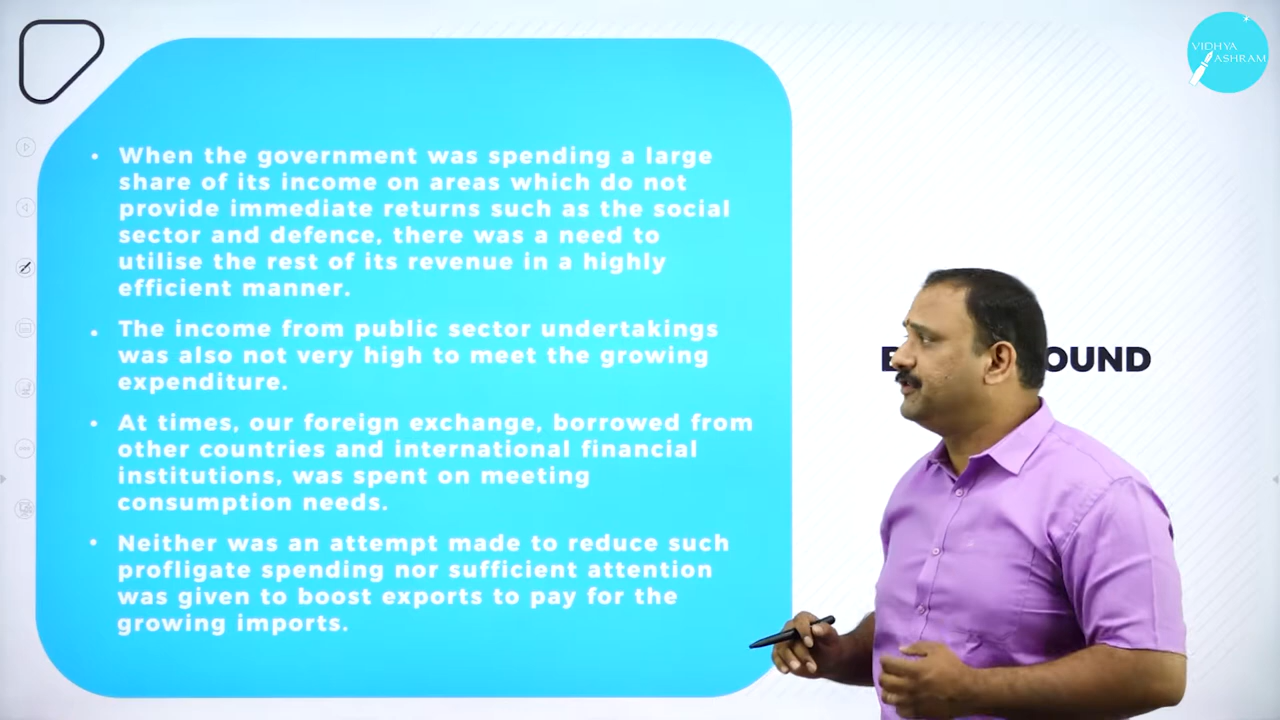 VIDHYA
ASHRAM
• When the government was spending a large
share of its income on areas which do not
provide immediate returns such as the social
sector and defence, there was a need to
utilise the rest of its revenue in a highly
efficient manner.
• The income from public sector undertakings
was also not very high to meet the growing
expenditure.
• At times, our foreign exchange, borrowed from
other countries and international financial
institutions, was spent on meeting
consumption needs.
• Neither was an attempt made to reduce such
profligate spending nor sufficient attention
was given to boost exports to pay for the
growing imports.